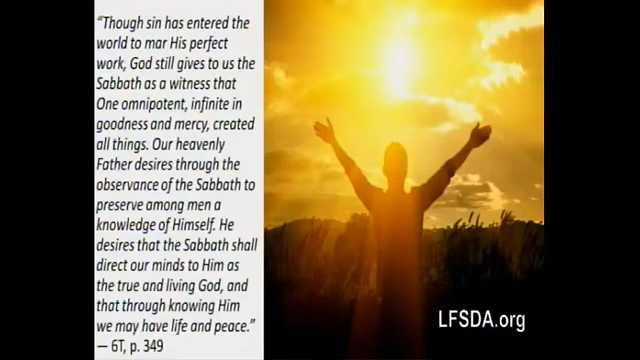 “Though sin has entered the
world to mar His perfect
work, God still gives to us the
Sabbath as a witness that
One omnipotent, infinite in
goodness and mercy, created
all things. Our heavenly
Father desires through the
observance of the Sabbath to
preserve among men a
knowledge of Himself. He
desires that the Sabbath shall
direct our minds to Him as
the true and living God, and
that through knowing Him
we may have life and peace.”
— 6T, p. 349
LFSDA.org